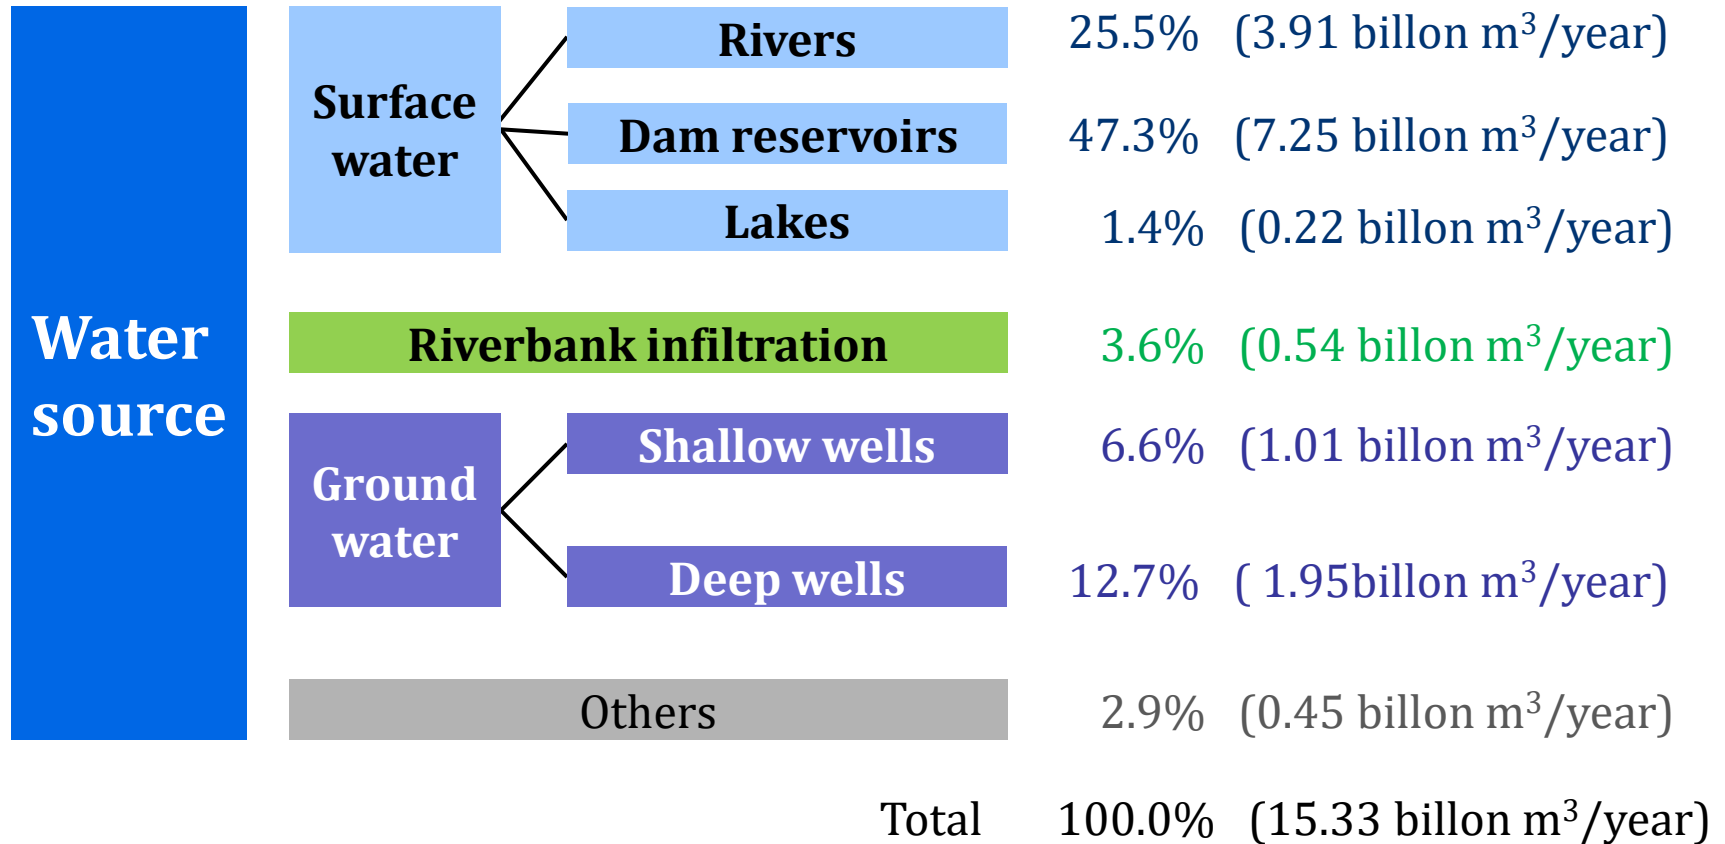 Water
source
Surface
water
Rivers 25.5% (3.91 billon m³/year)
Dam reservoirs 47.3% (7.25 billon m³/year)
Lakes 1.4% (0.22 billon m³/year)
Riverbank infiltration 3.6% (0.54 billon m³/year)
Ground
water
Shallow wells 6.6% (1.01 billon m³/year)
Deep wells 12.7% ( 1.95billon m³/year)
Others 2.9% (0.45 billon m³/year)
Total 100.0% (15.33 billon m³/year)